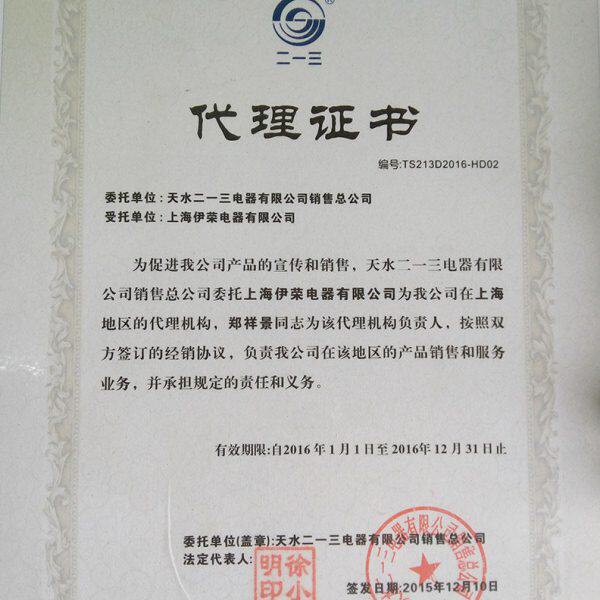 二一三
代理证书
编号:TS213D2016-HD02
委托单位:天水二一三电器有限公司销售总公司
受托单位:上海伊荣电器有限公司
为促进我公司产品的宣传和销售，天水二一三电器有限
公司销售总公司委托上海伊荣电器有限公司为我公司在上海
地区的代理机构，郑祥景同志为该代理机构负责人，按照双
方签订的经销协议，负责我公司在该地区的产品销售和服务
业务，并承担规定的责任和义务。
有效期限:自2016年1月1日至2016年12月31日止
委托单位(盖章):天水二一三电器有限公司销售总公司
法定代表人:
徐小
明印
签发日期:2015年12月10日